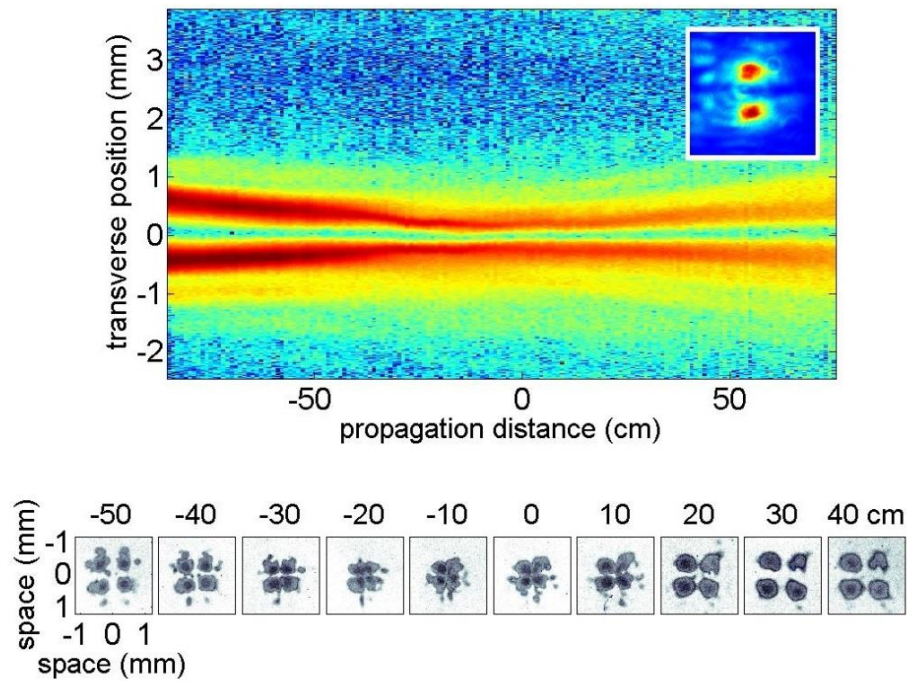 transverse position (mm)
3
2
1
0
-1
-2
-50 0 50
propagation distance (cm)
-50 -40 -30 -20 -10 0 10 20 30 40 cm
space (mm)
-1
0
1
-1 0 1
space (mm)